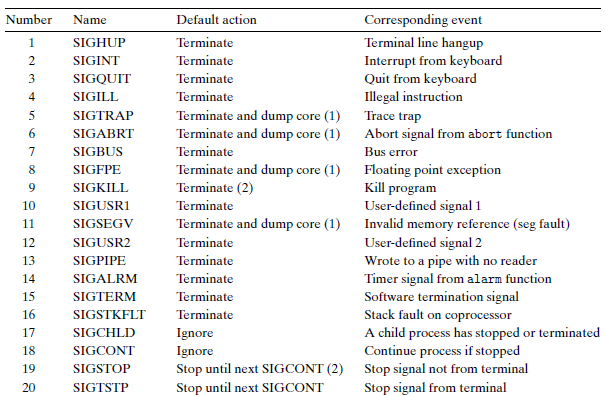 Number Name Default action Corresponding event
1 SIGHUP Terminate Terminal line hangup
2 SIGINT Terminate Interrupt from keyboard
3 SIGQUIT Terminate Quit from keyboard
4 SIGILL Terminate Illegal instruction
5 SIGTRAP Terminate and dump core (1) Trace trap
6 SIGABRT Terminate and dump core (1) Abort signal from abort function
7 SIGBUS Terminate Bus error
8 SIGFPE Terminate and dump core (1) Floating point exception
9 SIGKILL Terminate (2) Kill program
10 SIGUSR1 Terminate User-defined signal 1
11 SIGSEGV Terminate and dump core (1) Invalid memory reference (seg fault)
12 SIGUSR2 Terminate User-defined signal 2
13 SIGPIPE Terminate Wrote to a pipe with no reader
14 SIGALRM Terminate Timer signal from alarm function
15 SIGTERM Terminate Software termination signal
16 SIGSTKFLT Terminate Stack fault on coprocessor
17 SIGCHLD Ignore A child process has stopped or terminated
18 SIGCONT Ignore Continue process if stopped
19 SIGSTOP Stop until next SIGCONT (2) Stop signal not from terminal
20 SIGTSTP Stop until next SIGCONT Stop signal from terminal